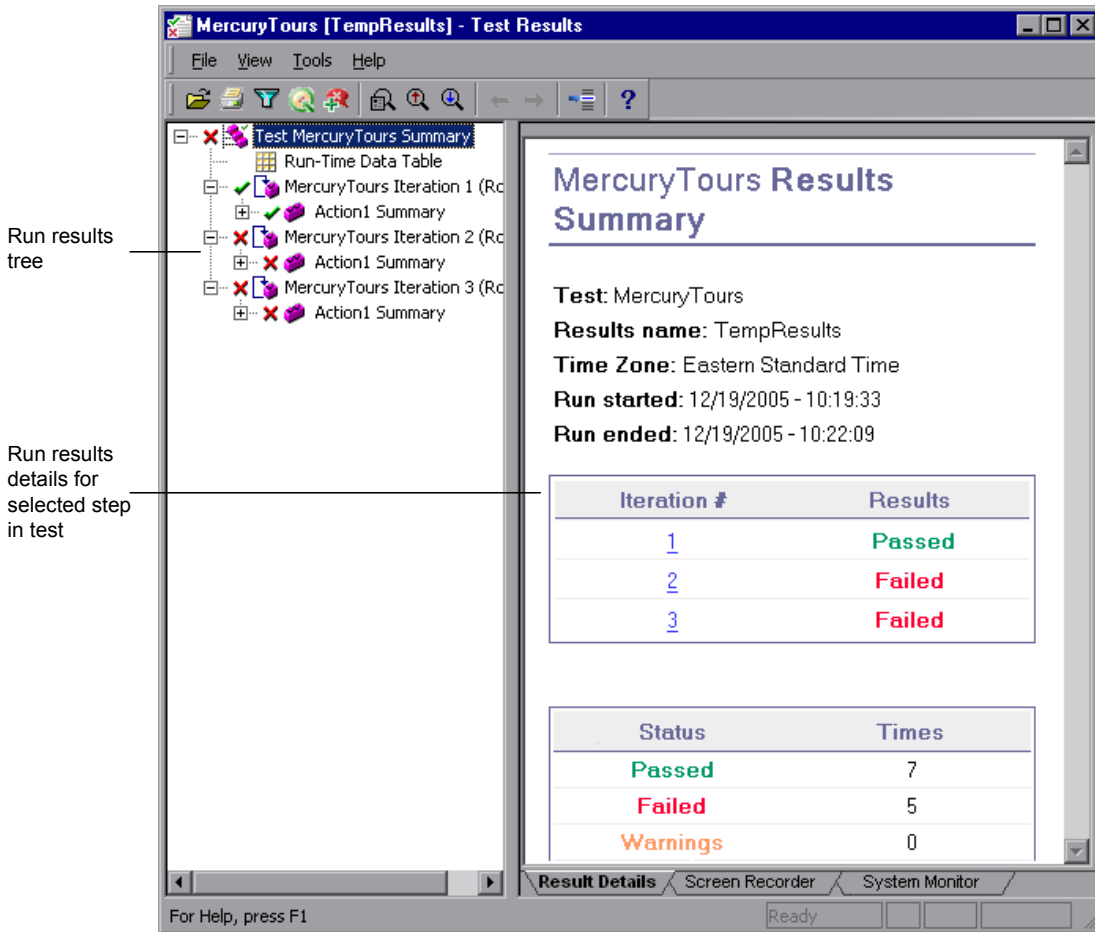 MercuryTours [TempResults] - Test Results
File View Tools Help
Test MercuryTours Summary
Run-Time Data Table
MercuryTours Iteration 1 (Ro
Action1 Summary
MercuryTours Iteration 2 (Ro
Action1 Summary
MercuryTours Iteration 3 (Ro
Action1 Summary
Run results
tree
Run results
details for
selected step
in test
MercuryTours Results
Summary
Test: MercuryTours
Results name: TempResults
Time Zone: Eastern Standard Time
Run started: 12/19/2005 - 10:19:33
Run ended: 12/19/2005 - 10:22:09
Iteration # Results
1 Passed
2 Failed
3 Failed
Status Times
Passed 7
Failed 5
Warnings 0
Result Details Screen Recorder System Monitor
For Help, press F1 Ready